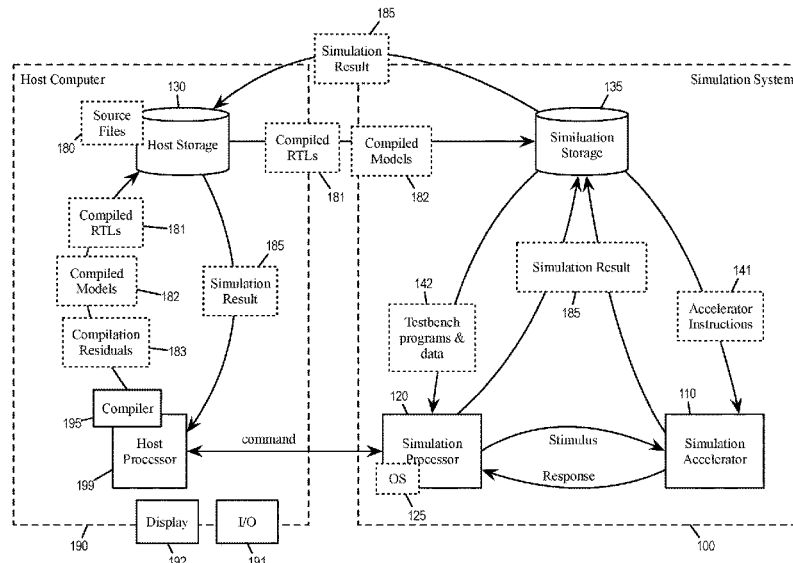 185
Simulation
Result
Host Computer
Simulation System
130
135
Source
Files
180
Host Storage
Compiled
RTLs
181
Compiled
Models
182
Similuation
Storage
Compiled
RTLs
181
185
Simulation
Result
Compiled
Models
182
Simulation Result
185
141
Accelerator
Instructions
142
Testbench
programs &
data
Compilation
Residuals
183
Compiler
195
Host
Processor
199
command
120
Simulation
Processor
OS
125
Stimulus
Response
110
Simulation
Accelerator
190
Display
192
I/O
191
100